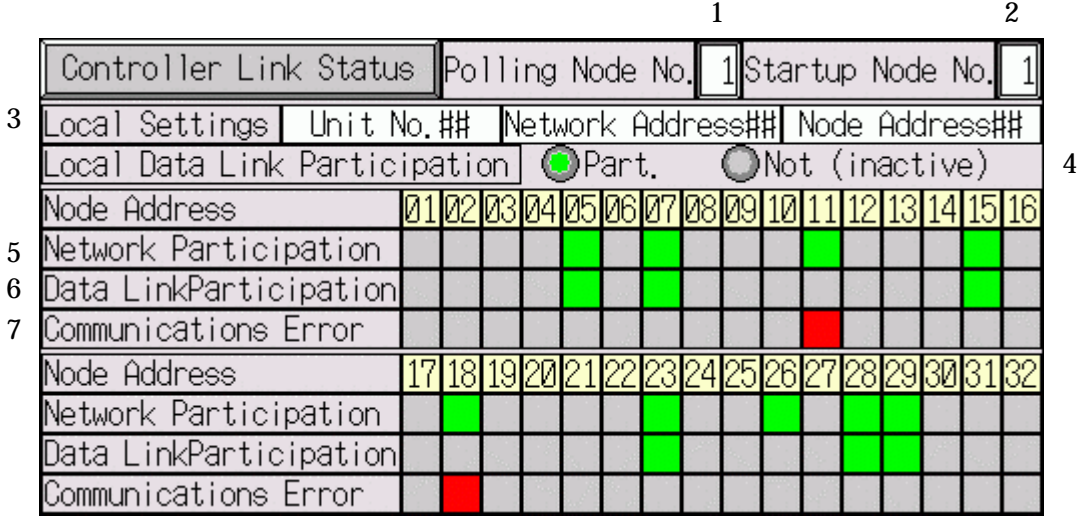 1 2
Controller Link Status Polling Node No. 1 Startup Node No. 1
3 Local Settings Unit No.## Network Address## Node Address##
Local Data Link Participation Part. Not (inactive) 4
Node Address 01 02 03 04 05 06 07 08 09 10 11 12 13 14 15 16
5 Network Participation
6 Data LinkParticipation
7 Communications Error
Node Address 17 18 19 20 21 22 23 24 25 26 27 28 29 30 31 32
Network Participation
Data LinkParticipation
Communications Error